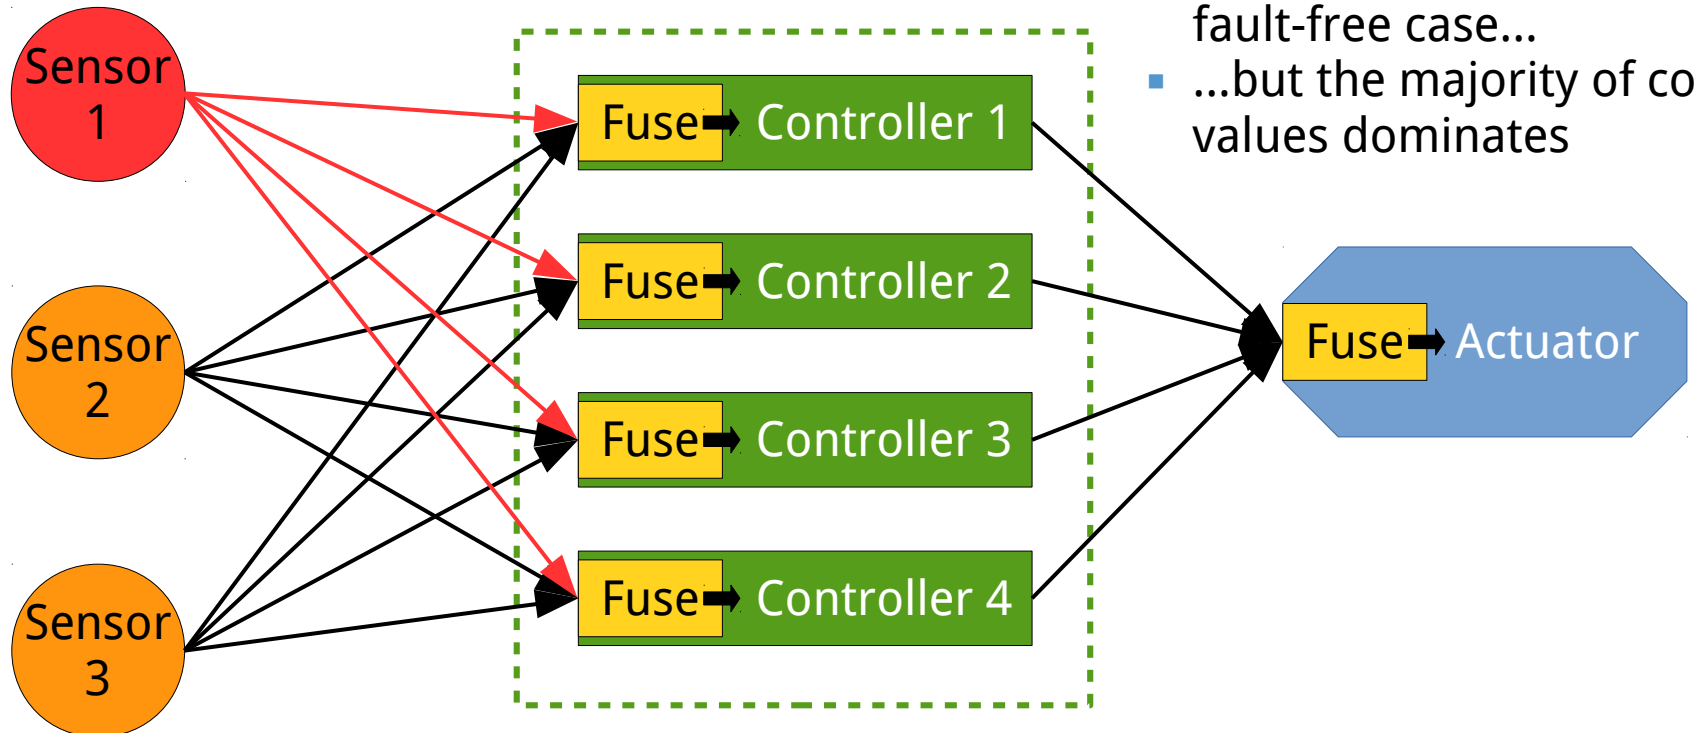 Sensor
1
Sensor
2
Sensor
3
Fuse Controller 1
Fuse Controller 2
Fuse Controller 3
Fuse Controller 4
fault-free case...
...but the majority of co
values dominates
Fuse Actuator